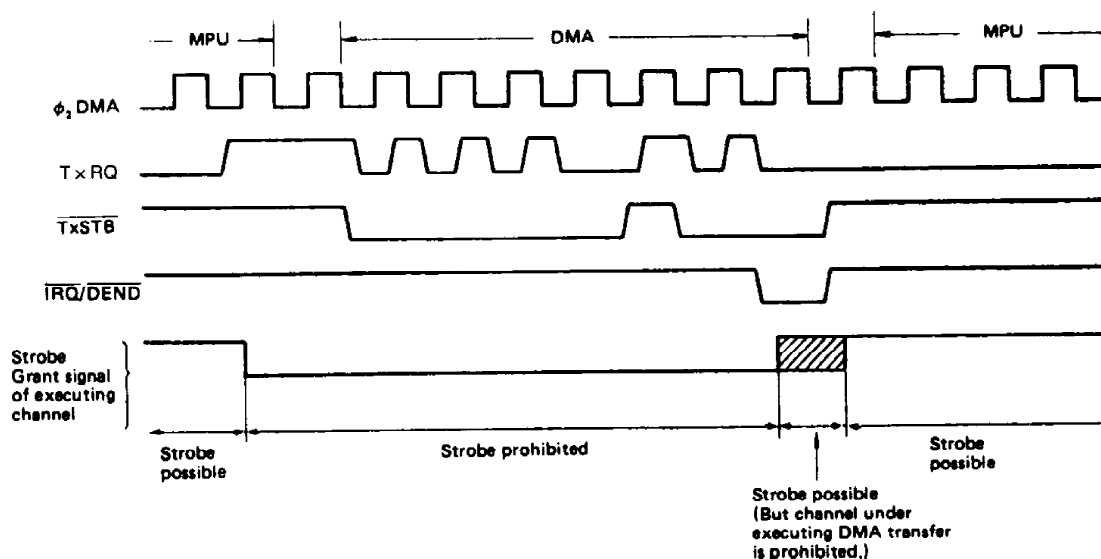 MPU
DMA
MPU
φ₂ DMA
T×RQ
TxSTB
IRQ/DEND
Strobe
Grant signal
of executing
channel
Strobe
possible
Strobe prohibited
Strobe
possible
Strobe possible
(But channel under
executing DMA transfer
is prohibited,)